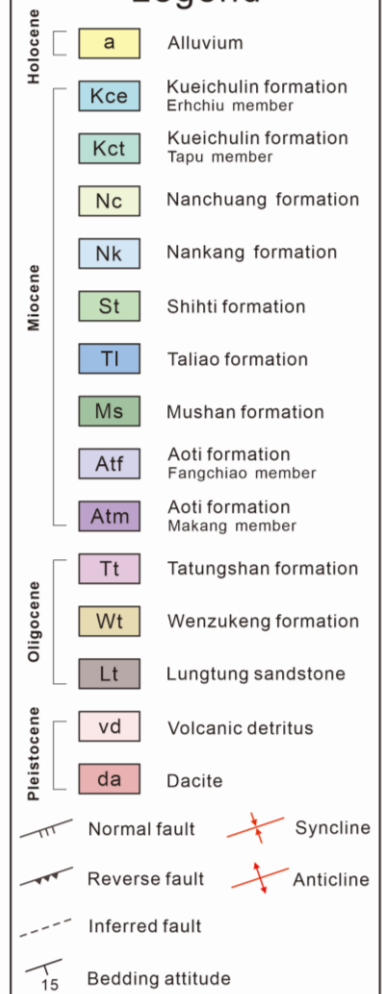 Legend
Holocene
a Alluvium
Miocene
Kce Kueichulin formation
Erhchiu member
Kct Kueichulin formation
Tapu member
Nc Nanchuang formation
Nk Nankang formation
St Shihti formation
Tl Taliao formation
Ms Mushan formation
Atf Aoti formation
Fangchiao member
Atm Aoti formation
Makang member
Oligocene
Tt Tatungshan formation
Wt Wenzukeng formation
Lt Lungtung sandstone
Pleistocene
vd Volcanic detritus
da Dacite
Normal fault Syncline
Reverse fault Anticline
Inferred fault
15 Bedding attitude